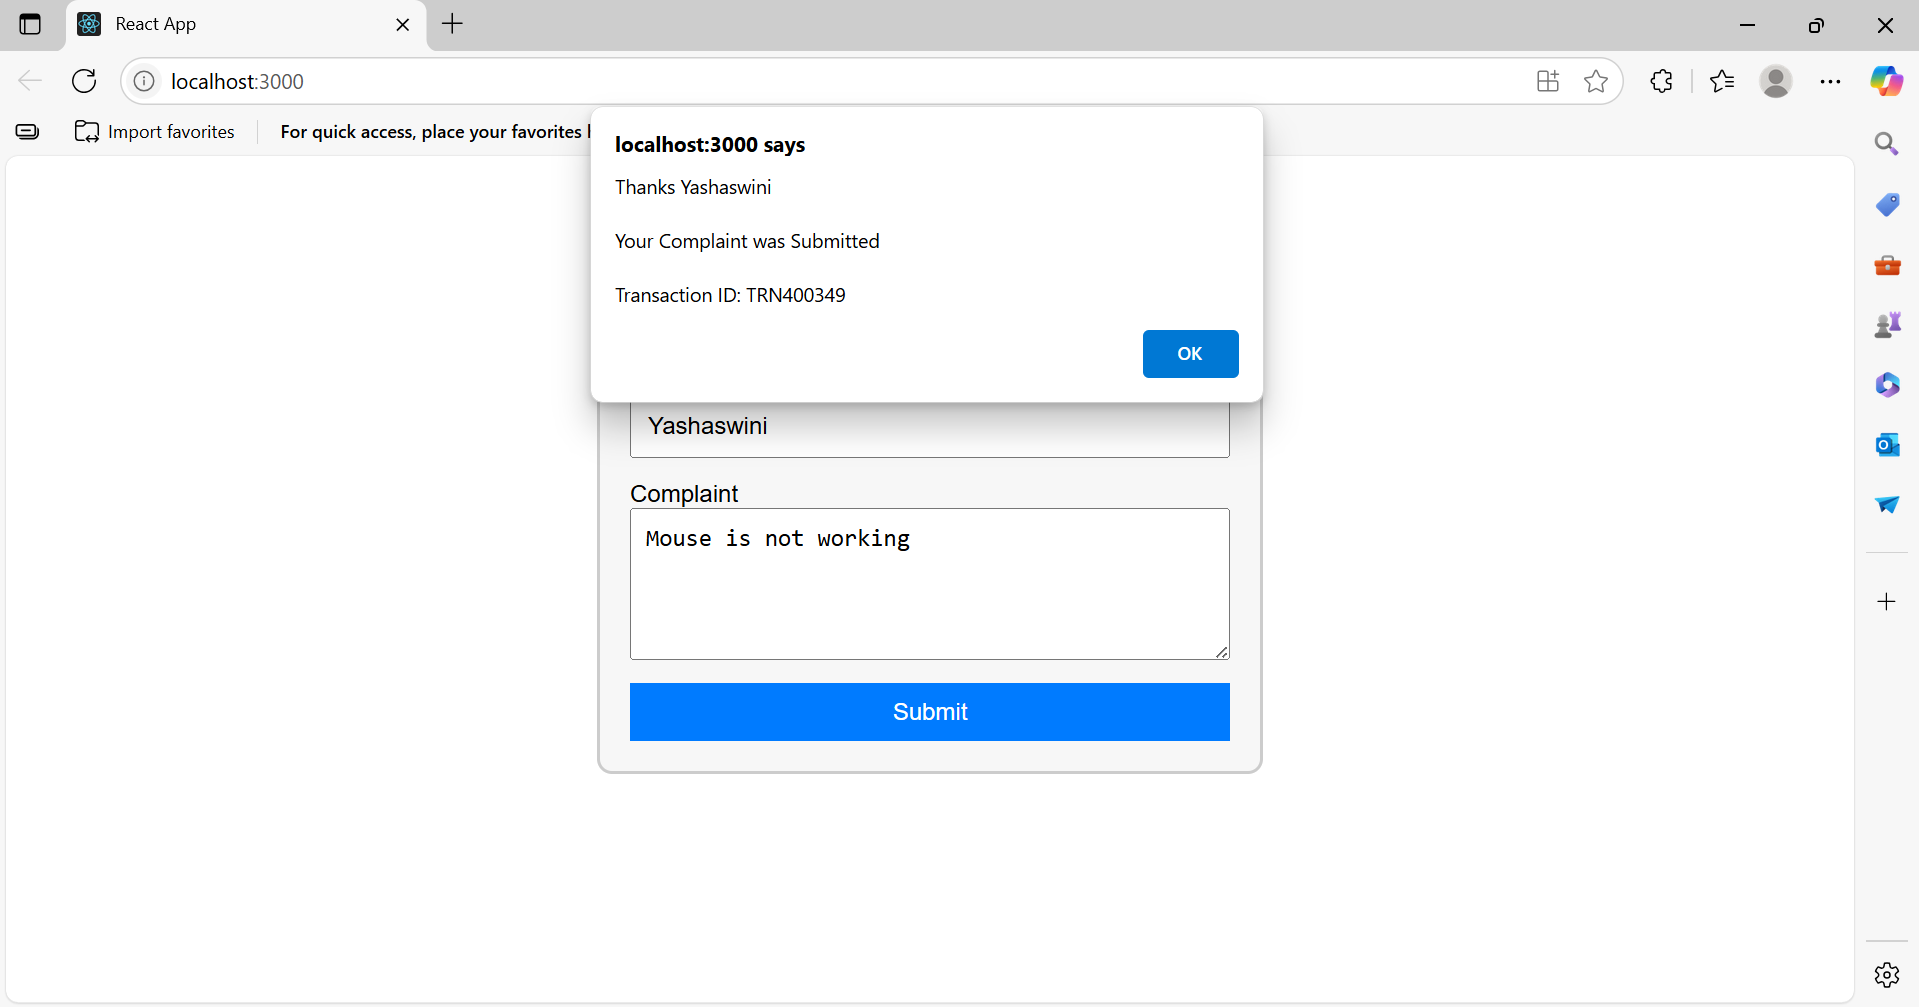 React App
localhost:3000
Import favorites
For quick access, place your favorites
localhost:3000 says
Thanks Yashaswini
Your Complaint was Submitted
Transaction ID: TRN400349
OK
Yashaswini
Complaint
Mouse is not working
Submit